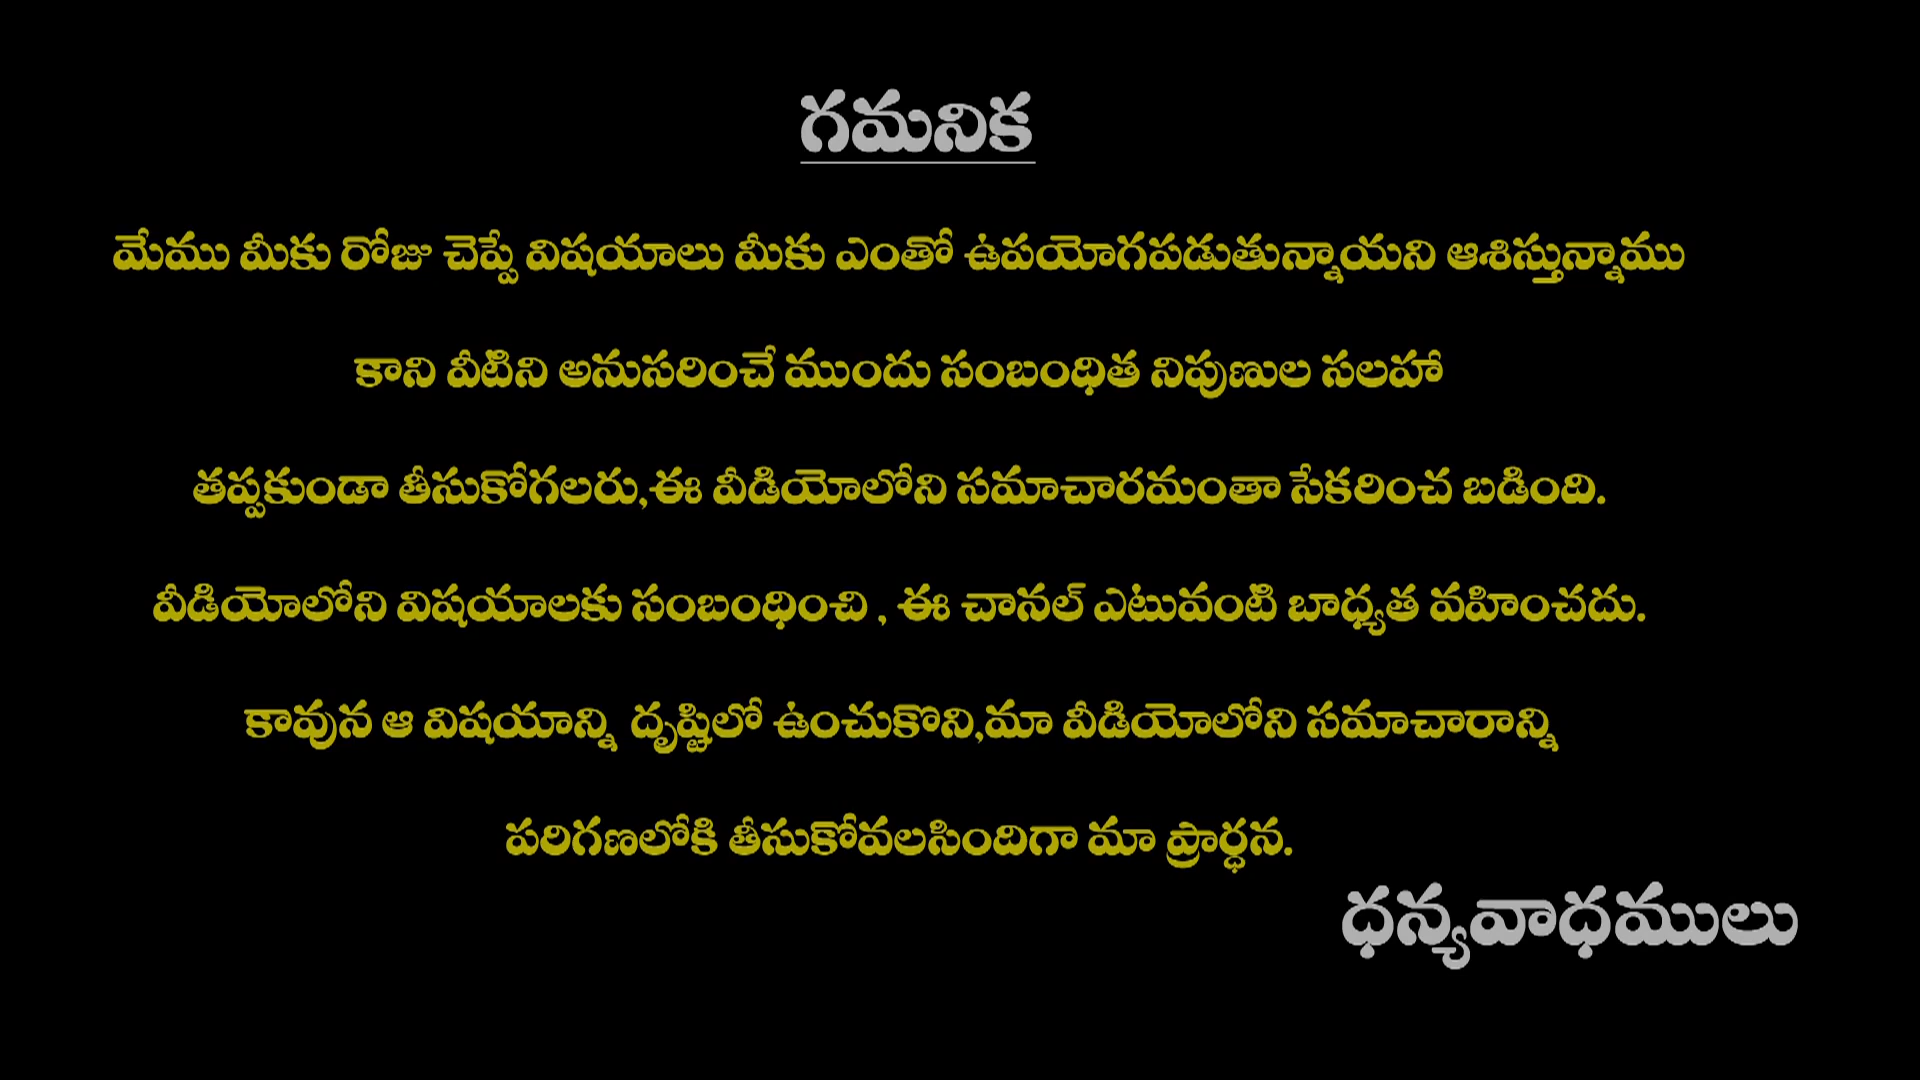 గమనిక
మేము మీకు రోజు చెప్పే విషయాలు మీకు ఎంతో ఉపయోగపడుతున్నాయని ఆశిస్తున్నాము
కాని వీటిని అనుసరించే ముందు సంబంధిత నిపుణుల సలహా
తప్పకుండా తీసుకోగలరు,ఈ వీడియోలోని సమాచారమంతా సేకరించ బడింది.
వీడియోలోని విషయాలకు సంబంధించి , ఈ చానల్ ఎటువంటి బాధ్యత వహించదు.
కావున ఆ విషయాన్ని దృష్టిలో ఉంచుకొని,మా వీడియోలోని సమాచారాన్ని
పరిగణలోకి తీసుకోవలసిందిగా మా ప్రార్ధన.
ధన్యవాధములు